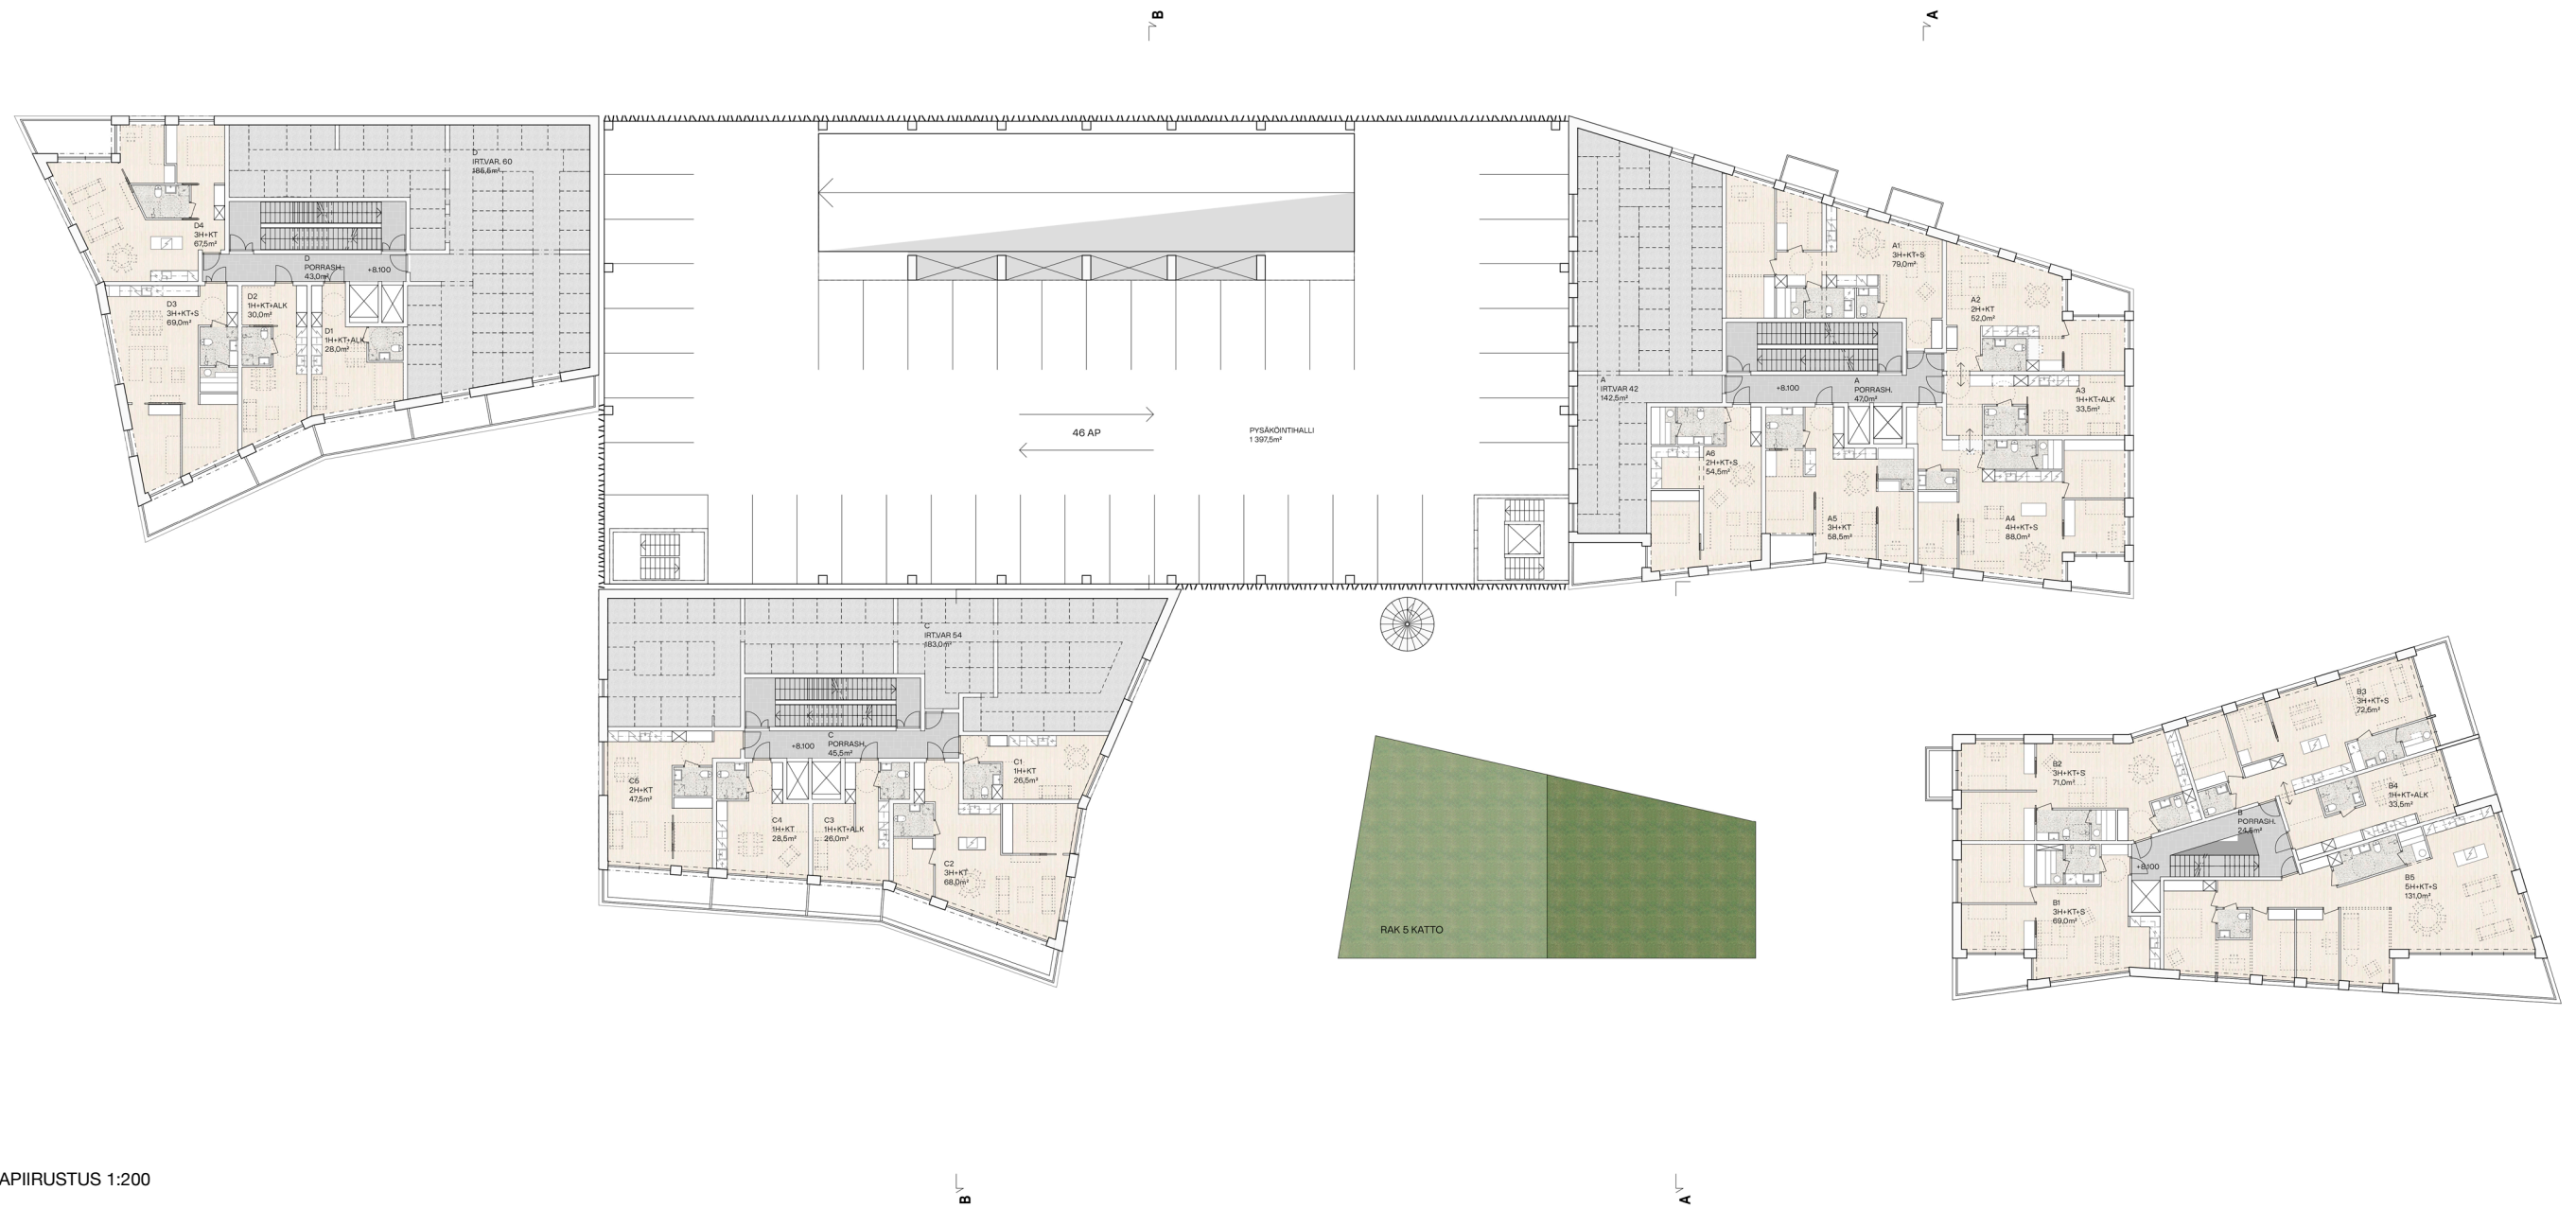 B
A
D
IRT.VAR. 60
185,5m²
D4
3H+KT
67,5m²
D
PORRASH.
43,0m²
+8.100
D3
3H+KT+S
69,0m²
D2
1H+KT+ALK
30,0m²
D1
1H+KT+ALK
28,0m²
46 AP
PYSÄKÖINTIHALLI
1 397,5m²
A1
3H+KT+S
79,0m²
A2
2H+KT
52,0m²
A
IRT.VAR 42
142,5m²
+8.100
A
PORRASH.
47,0m²
A3
1H+KT+ALK
33,5m²
A6
2H+KT+S
54,5m²
A5
3H+KT
58,5m²
A4
4H+KT+S
88,0m²
C
IRT.VAR 54
183,0m²
+8.100
C
PORRASH.
45,5m²
C1
1H+KT
26,5m²
C5
2H+KT
47,5m²
C4
1H+KT
28,5m²
C3
1H+KT+ALK
26,0m²
C2
3H+KT
68,0m²
RAK 5 KATTO
B3
3H+KT+S
72,5m²
B2
3H+KT+S
71,0m²
B4
1H+KT+ALK
33,5m²
B
PORRASH.
24,5m²
+8.100
B5
5H+KT+S
131,0m²
B1
3H+KT+S
69,0m²
APIIRUSTUS 1:200
B
A